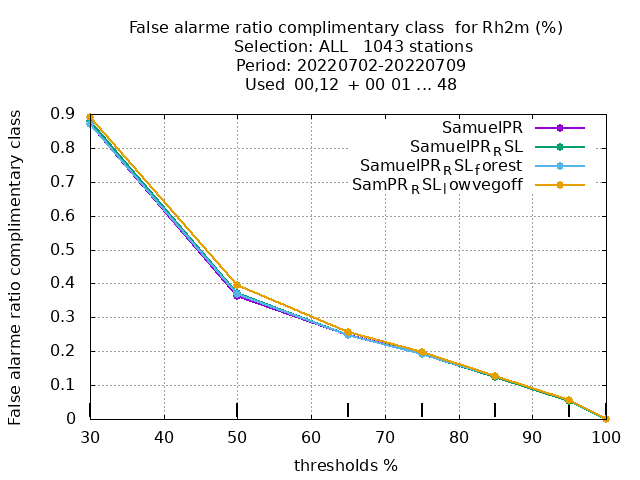 False alarme ratio complimentary class  for Rh2m (%)
Selection: ALL   1043 stations
Period: 20220702-20220709
Used  00,12  + 00 01 ... 48
False alarme ratio complimentary class
0.9
0.8
0.7
0.6
0.5
0.4
0.3
0.2
0.1
0
SamuelPR
SamuelPR_RSL
SamuelPR_RSL_forest
SamPR_RSL_lowvegoff
30 40 50 60 70 80 90 100
thresholds %